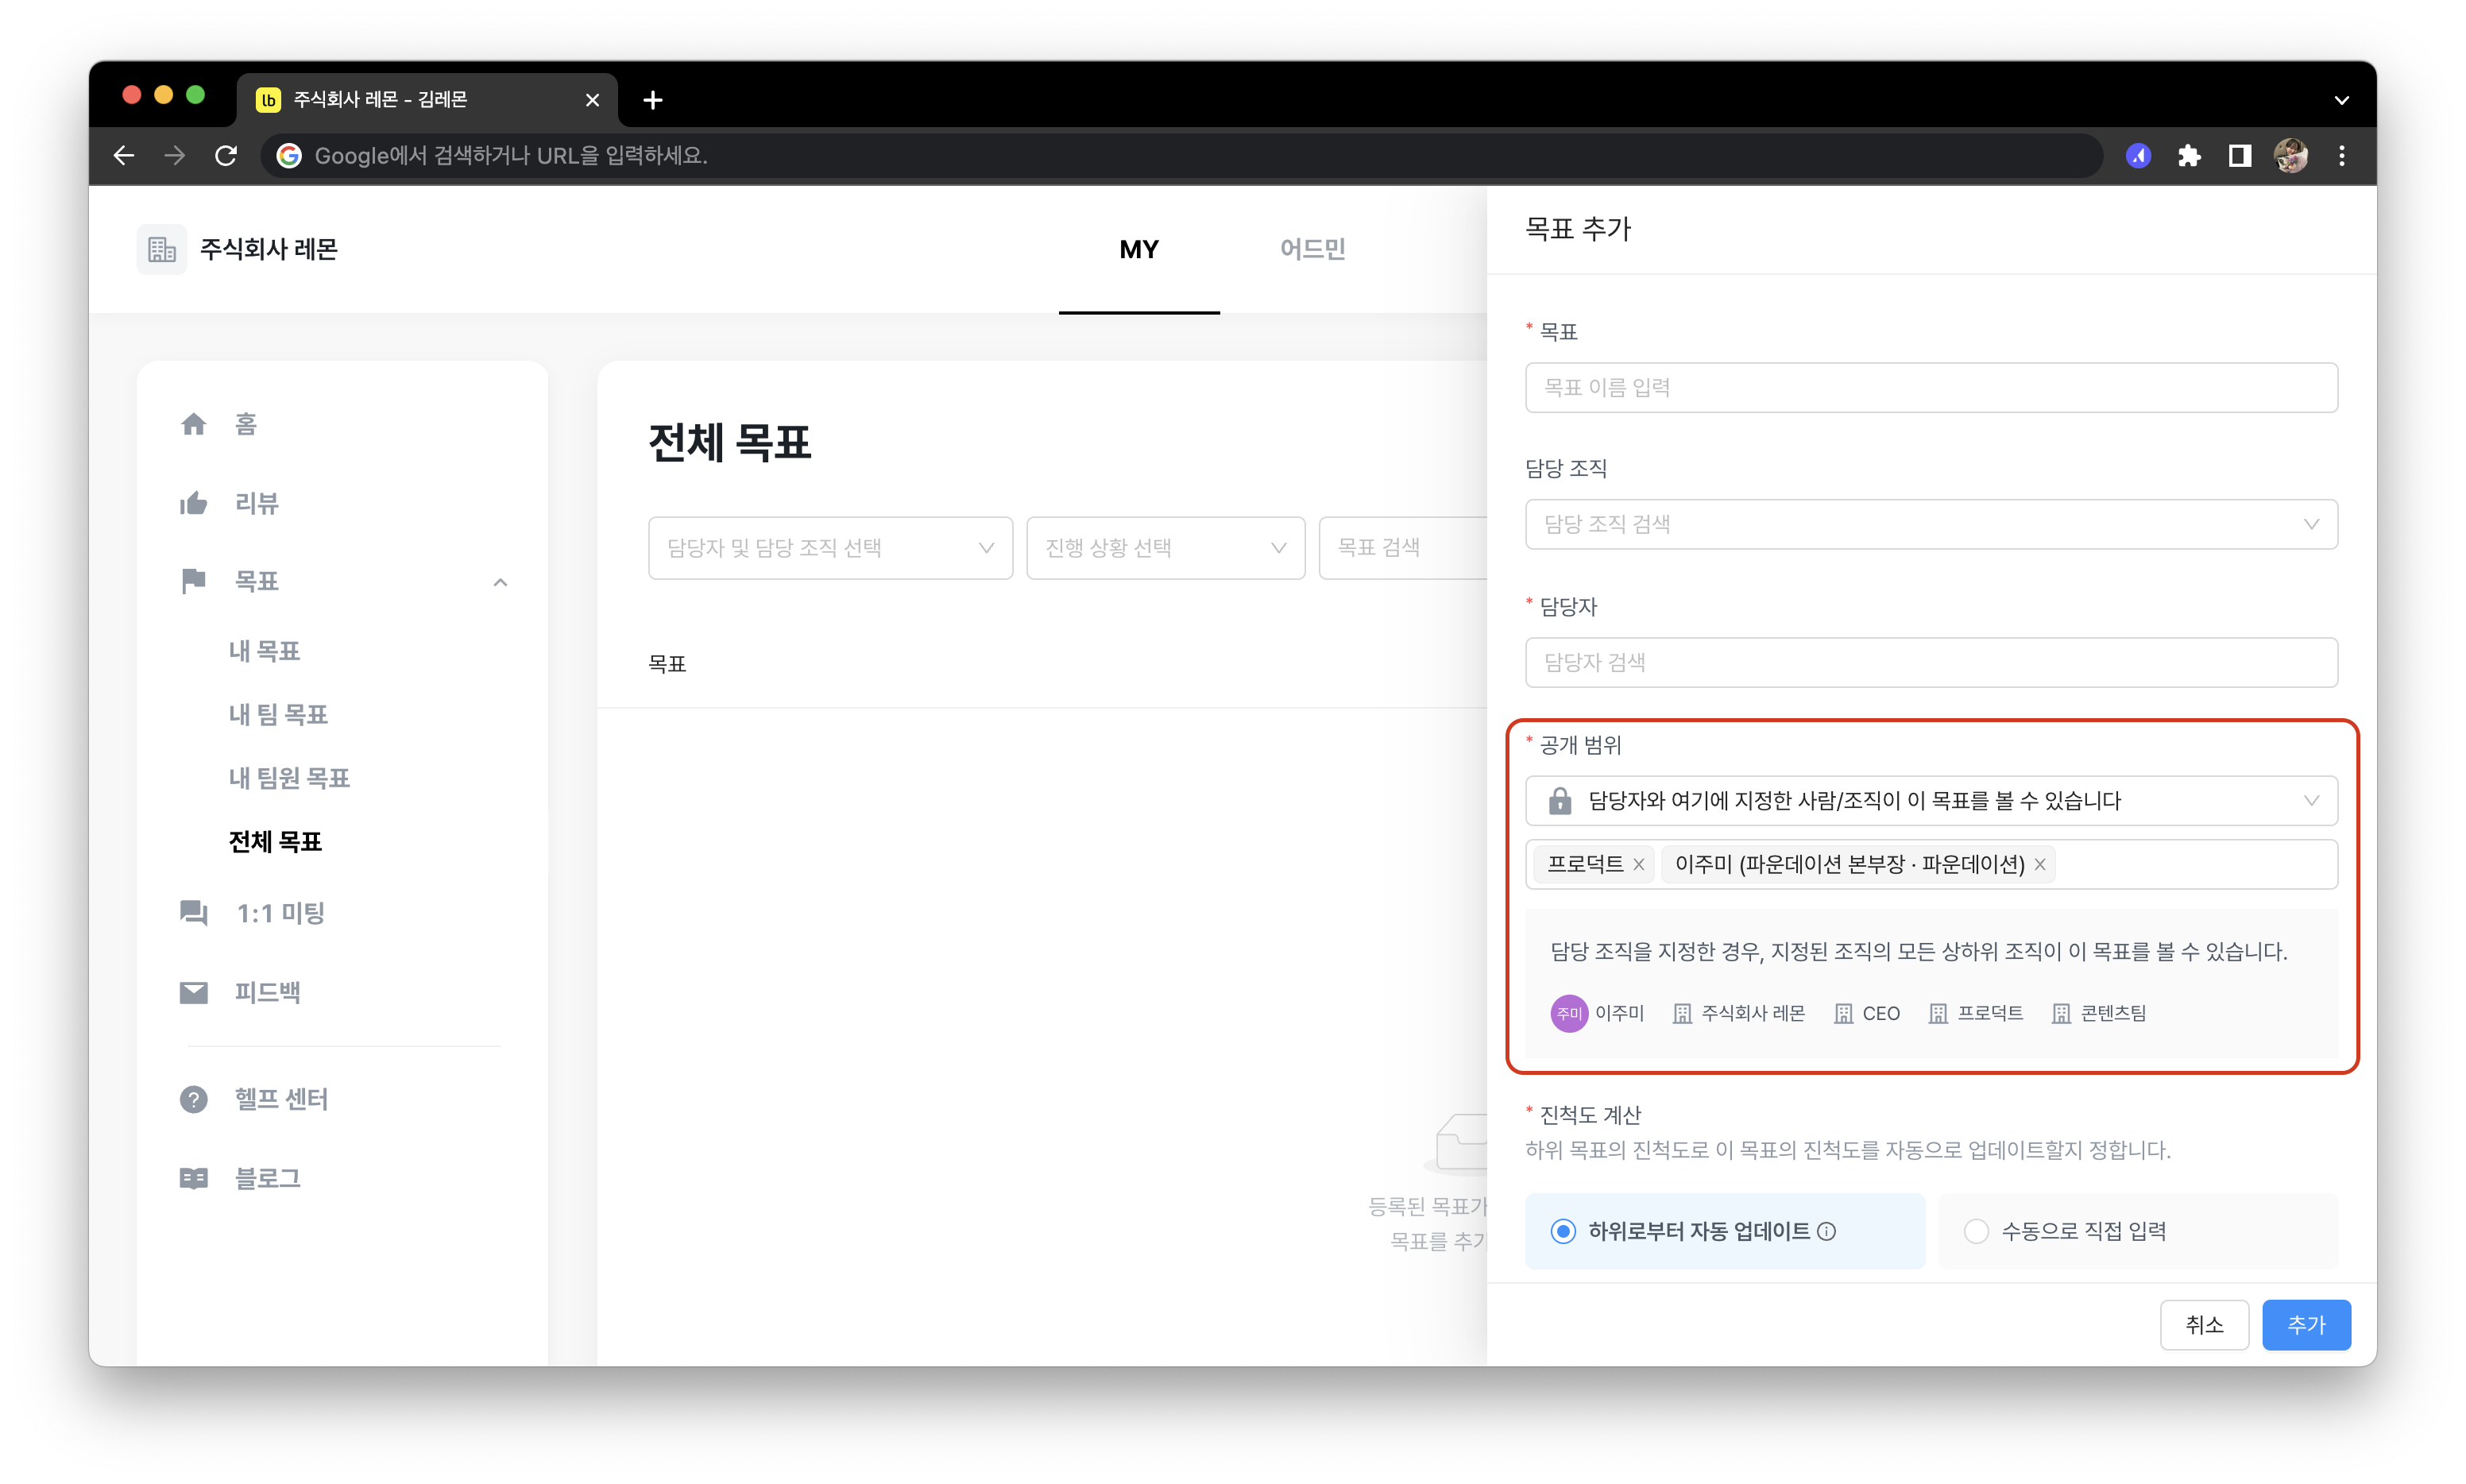 lb 주식회사 레몬 - 김레몬
Google에서 검색하거나 URL을 입력하세요.
주식회사 레몬
MY
어드민
홈
리뷰
목표
내 목표
내 팀 목표
내 팀원 목표
전체 목표
1:1 미팅
피드백
헬프 센터
블로그
전체 목표
담당자 및 담당 조직 선택
진행 상황 선택
목표 검색
목표
등록된 목표가
목표를 추가
목표 추가
* 목표
목표 이름 입력
담당 조직
담당 조직 검색
* 담당자
담당자 검색
* 공개 범위
담당자와 여기에 지정한 사람/조직이 이 목표를 볼 수 있습니다
프로덕트 이주미 (파운데이션 본부장 · 파운데이션)
담당 조직을 지정한 경우, 지정된 조직의 모든 상하위 조직이 이 목표를 볼 수 있습니다.
주미 이주미 주식회사 레몬 CEO 프로덕트 콘텐츠팀
* 진척도 계산
하위 목표의 진척도로 이 목표의 진척도를 자동으로 업데이트할지 정합니다.
하위로부터 자동 업데이트
수동으로 직접 입력
취소
추가